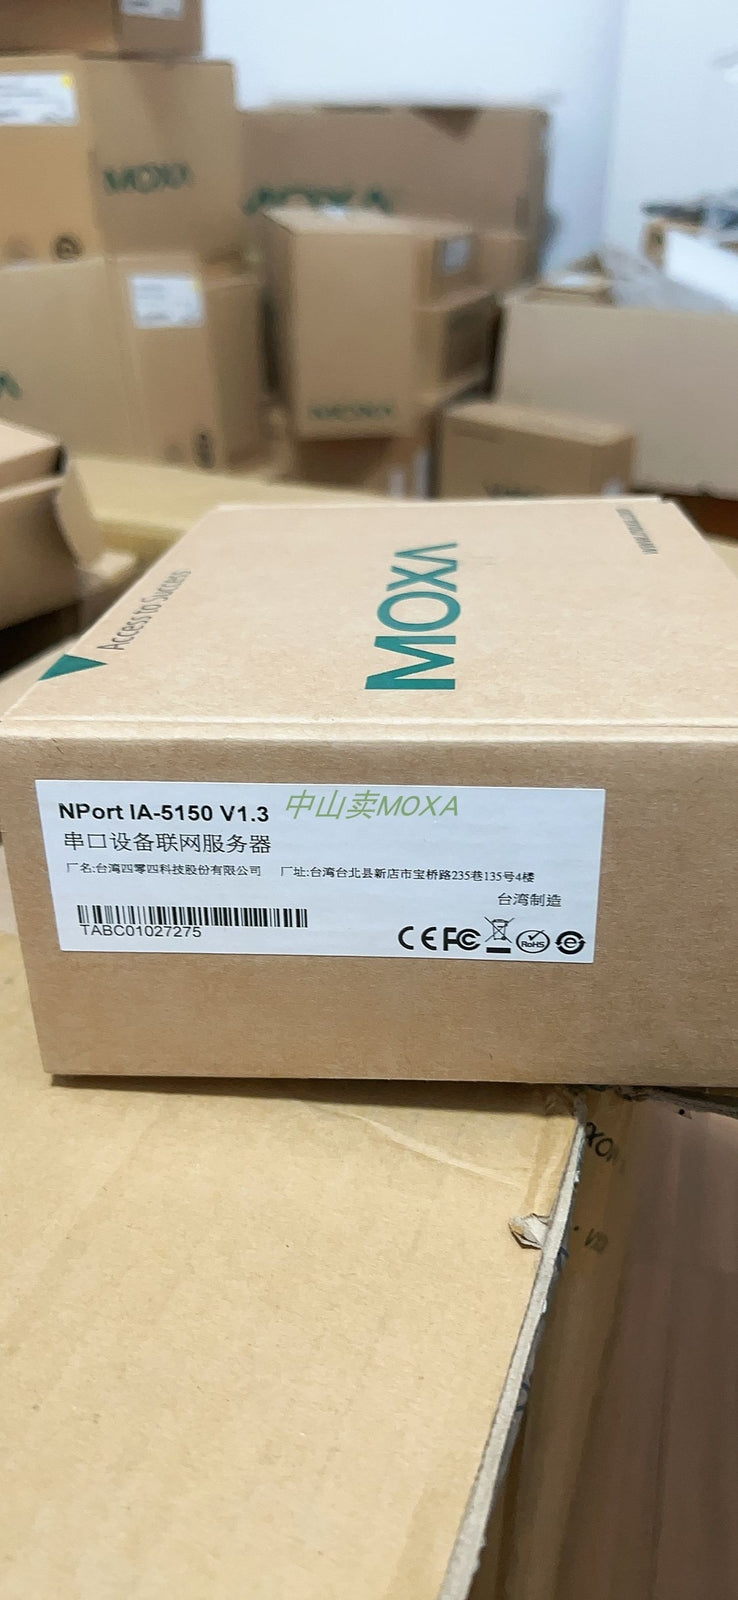 MOXA
MOXA
MOXA
Access to Success
MOXA
NPort IA-5150 V1.3
中山卖MOXA
串口设备联网服务器
厂名:台湾四零四科技股份有限公司 厂址:台湾台北县新店市宝桥路235巷135号4楼
台湾制造
TABC01027275
CE FC RoHS e